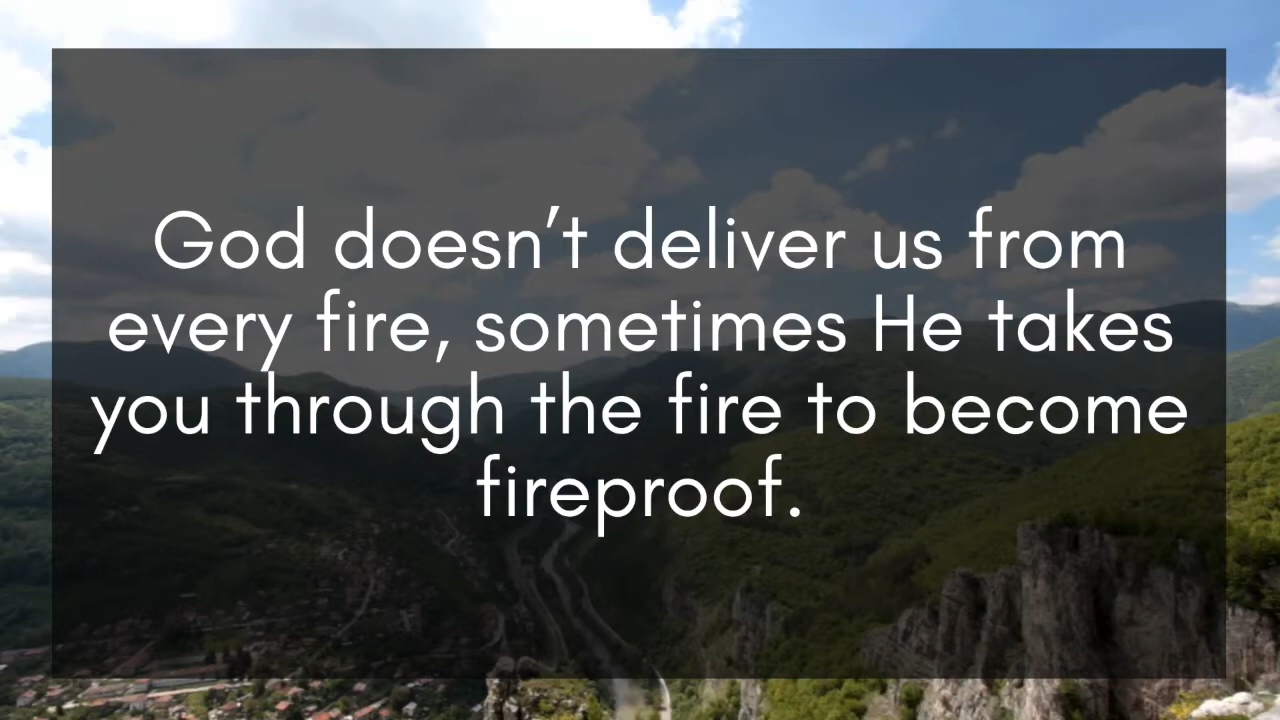 God doesn't deliver us from
every fire, sometimes He takes
you through the fire to become
fireproof.